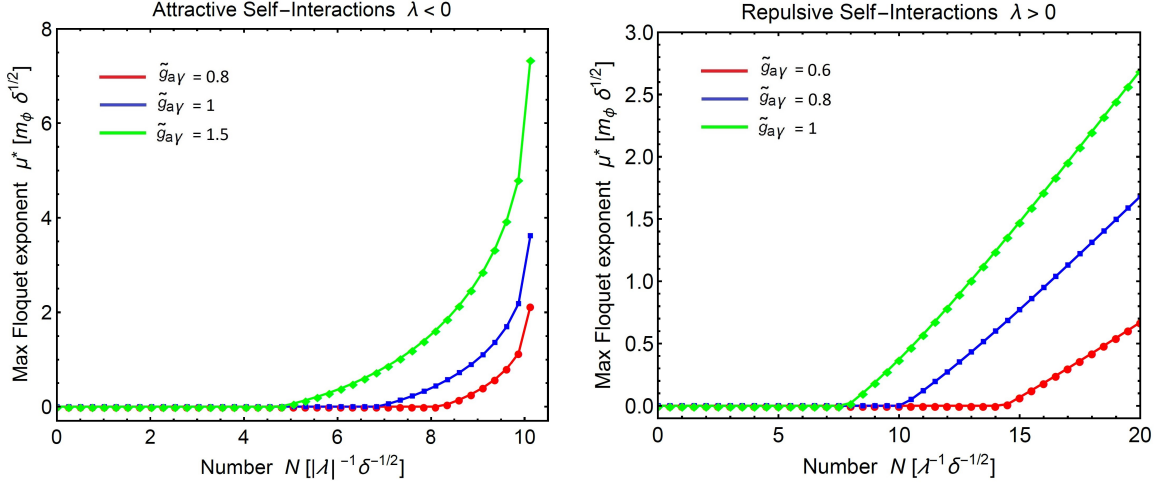 Attractive Self−Interactions λ < 0
Max Floquet exponent μ* [m_ϕ δ^1/2]
8
6
4
2
0
g̃_aγ = 0.8
g̃_aγ = 1
g̃_aγ = 1.5
0 2 4 6 8 10
Number N [|λ|^−1 δ^−1/2]
Repulsive Self−Interactions λ > 0
Max Floquet exponent μ* [m_ϕ δ^1/2]
3.0
2.5
2.0
1.5
1.0
0.5
0.0
g̃_aγ = 0.6
g̃_aγ = 0.8
g̃_aγ = 1
0 5 10 15 20
Number N [λ^−1 δ^−1/2]